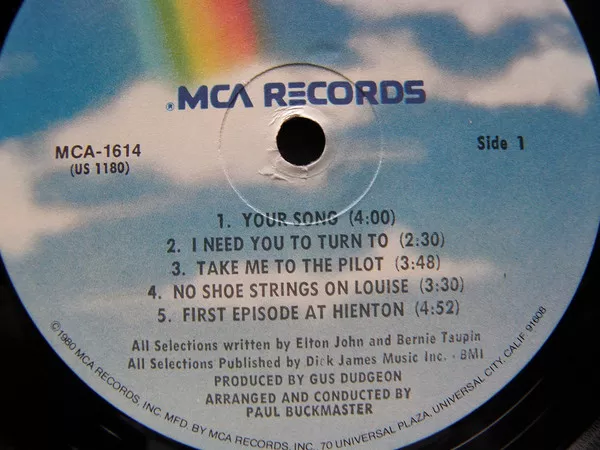 ® MCA RECORDS
MCA-1614
(US 1180)
Side 1
1. YOUR SONG (4:00)
2. I NEED YOU TO TURN TO (2:30)
3. TAKE ME TO THE PILOT (3:48)
4. NO SHOE STRINGS ON LOUISE (3:30)
5. FIRST EPISODE AT HIENTON (4:52)
All Selections written by Elton John and Bernie Taupin
All Selections Published by Dick James Music Inc. - BMI
PRODUCED BY GUS DUDGEON
ARRANGED AND CONDUCTED BY
PAUL BUCKMASTER
©1980 MCA RECORDS, INC. MFD. BY MCA RECORDS, INC. 70 UNIVERSAL PLAZA, UNIVERSAL CITY, CALIF. 91608